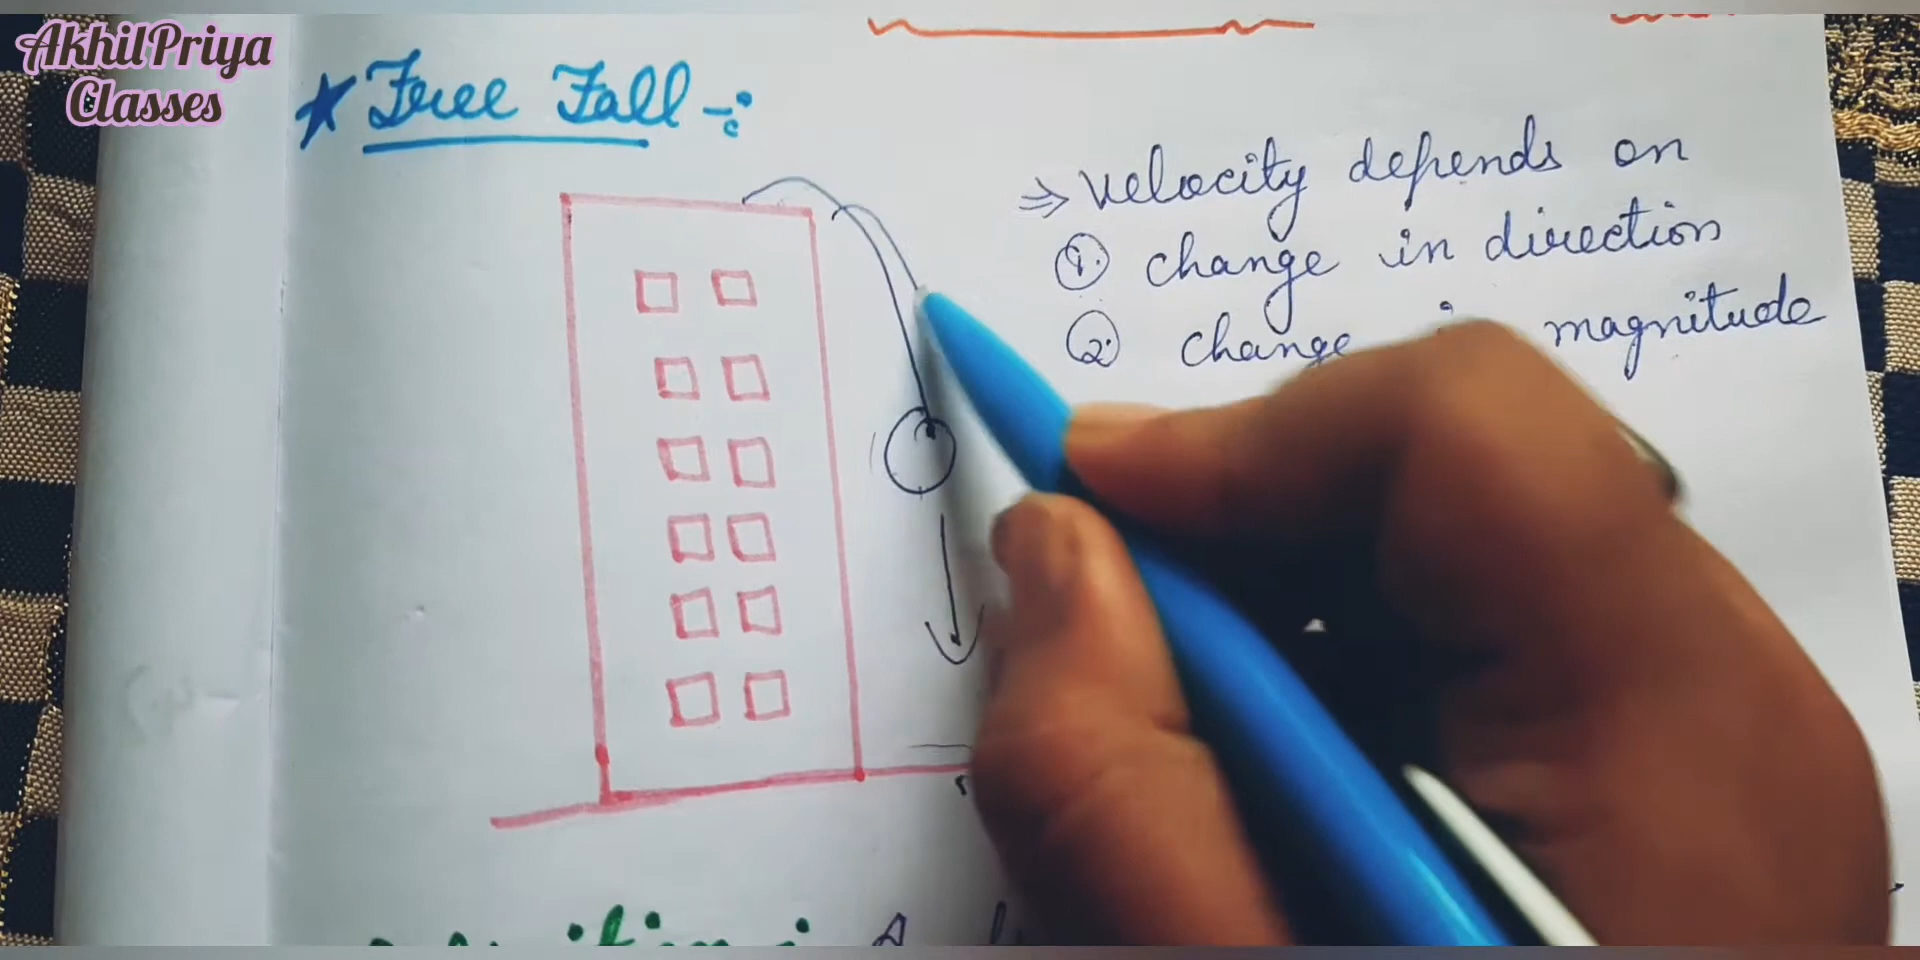 AkhilPriya
Classes
★ Free Fall -:
⇒ velocity depends on
① change in direction
② change magnitude